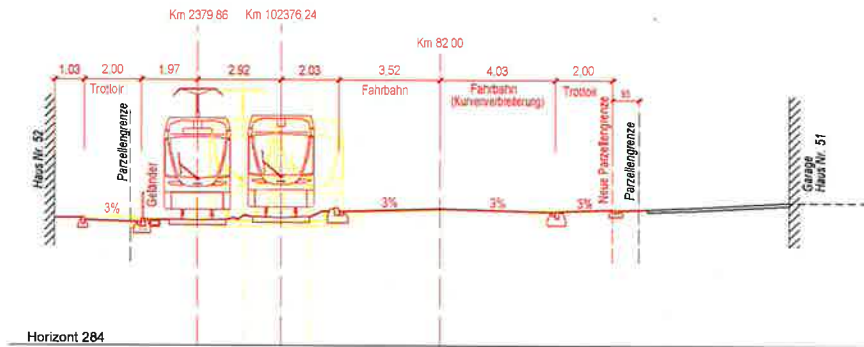 Km 2379.86
Km 102376.24
Km 82.00
1.03
2.00
1.97
2.92
2.03
3.52
4.03
2.00
Trottoir
Fahrbahn
Fahrbahn
(Kurvenverbreiterung)
Trottoir
95
Haus Nr. 52
Parzellengrenze
Geländer
Neue Parzellengrenze
Parzellengrenze
Garage
Haus Nr. 51
3%
3%
3%
3%
Horizont 284